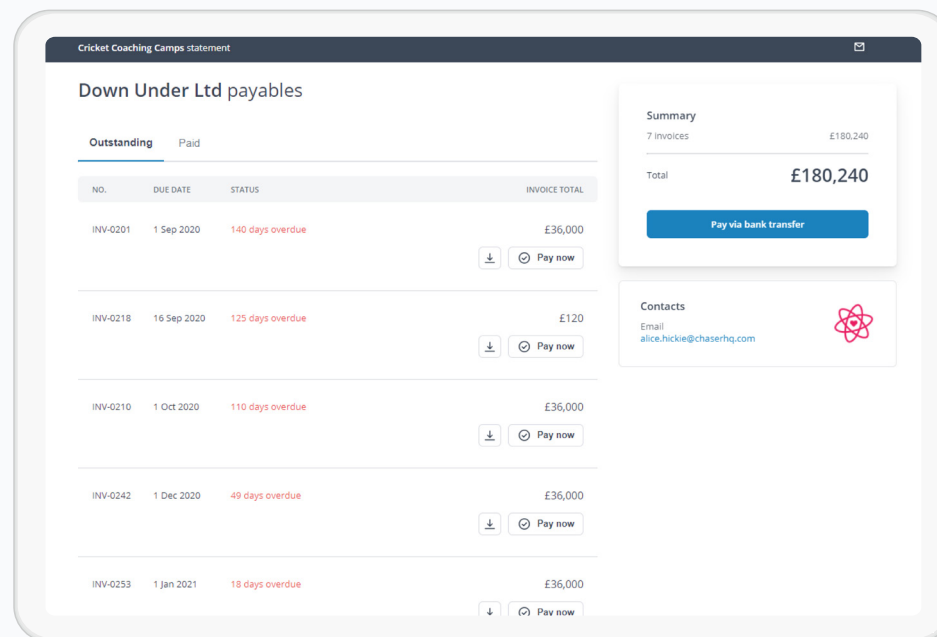 Cricket Coaching Camps statement
Down Under Ltd payables
Outstanding Paid
NO. DUE DATE STATUS INVOICE TOTAL
INV-0201 1 Sep 2020 140 days overdue £36,000
Pay now
INV-0218 16 Sep 2020 125 days overdue £120
Pay now
INV-0210 1 Oct 2020 110 days overdue £36,000
Pay now
INV-0242 1 Dec 2020 49 days overdue £36,000
Pay now
INV-0253 1 Jan 2021 18 days overdue £36,000
Pay now
Summary
7 Invoices £180,240
Total £180,240
Pay via bank transfer
Contacts
Email
alice.hickie@chaserhq.com